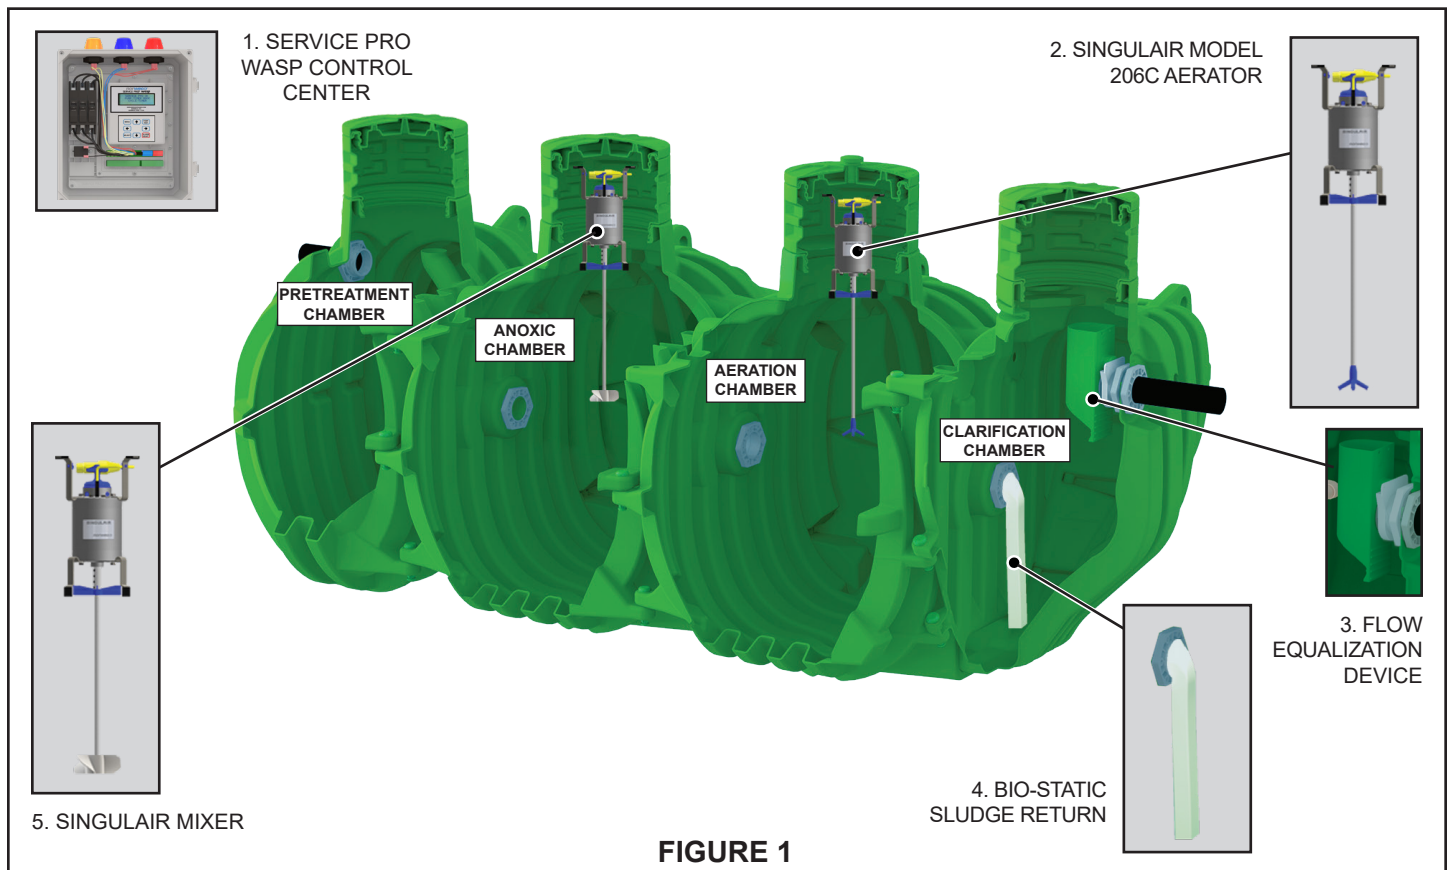 1. SERVICE PRO
WASP CONTROL
CENTER
2. SINGULAIR MODEL
206C AERATOR
PRETREATMENT
CHAMBER
ANOXIC
CHAMBER
AERATION
CHAMBER
CLARIFICATION
CHAMBER
3. FLOW
EQUALIZATION
DEVICE
4. BIO-STATIC
SLUDGE RETURN
5. SINGULAIR MIXER
FIGURE 1